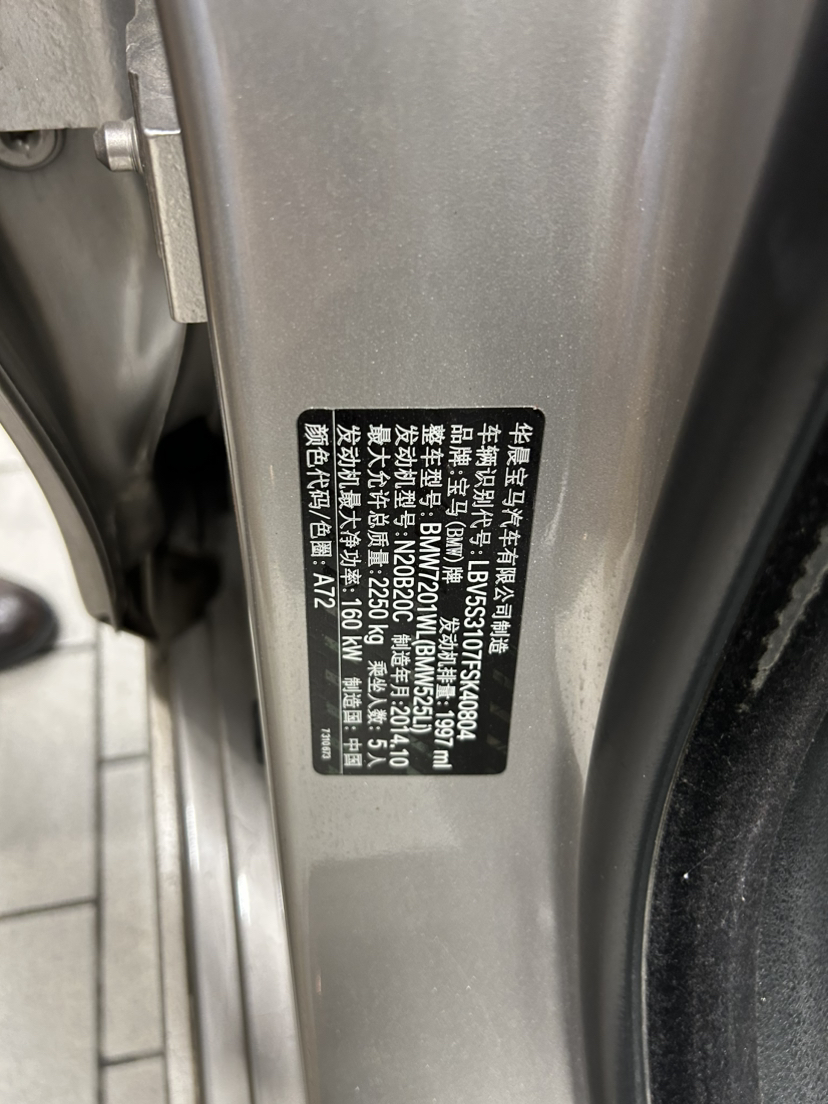 华晨宝马汽车有限公司制造
车辆识别代号:LBV5S3107FSK40804
品牌:宝马(BMW)牌 发动机排量:1997 ml
整车型号:BMW7201WL(BMW525Li)
发动机型号:N20B20C 制造年月:2014.10
最大允许总质量:2250 kg 乘坐人数:5人
发动机最大净功率:160 kW 制造国:中国
颜色代码/色圈:A72
7 310 673